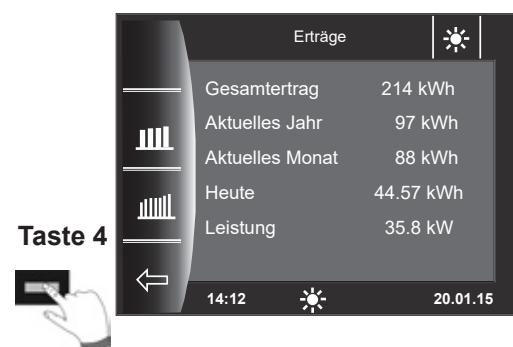 Erträge
Gesamtertrag 214 kWh
Aktuelles Jahr 97 kWh
Aktuelles Monat 88 kWh
Heute 44.57 kWh
Leistung 35.8 kW
Taste 4
14:12 20.01.15